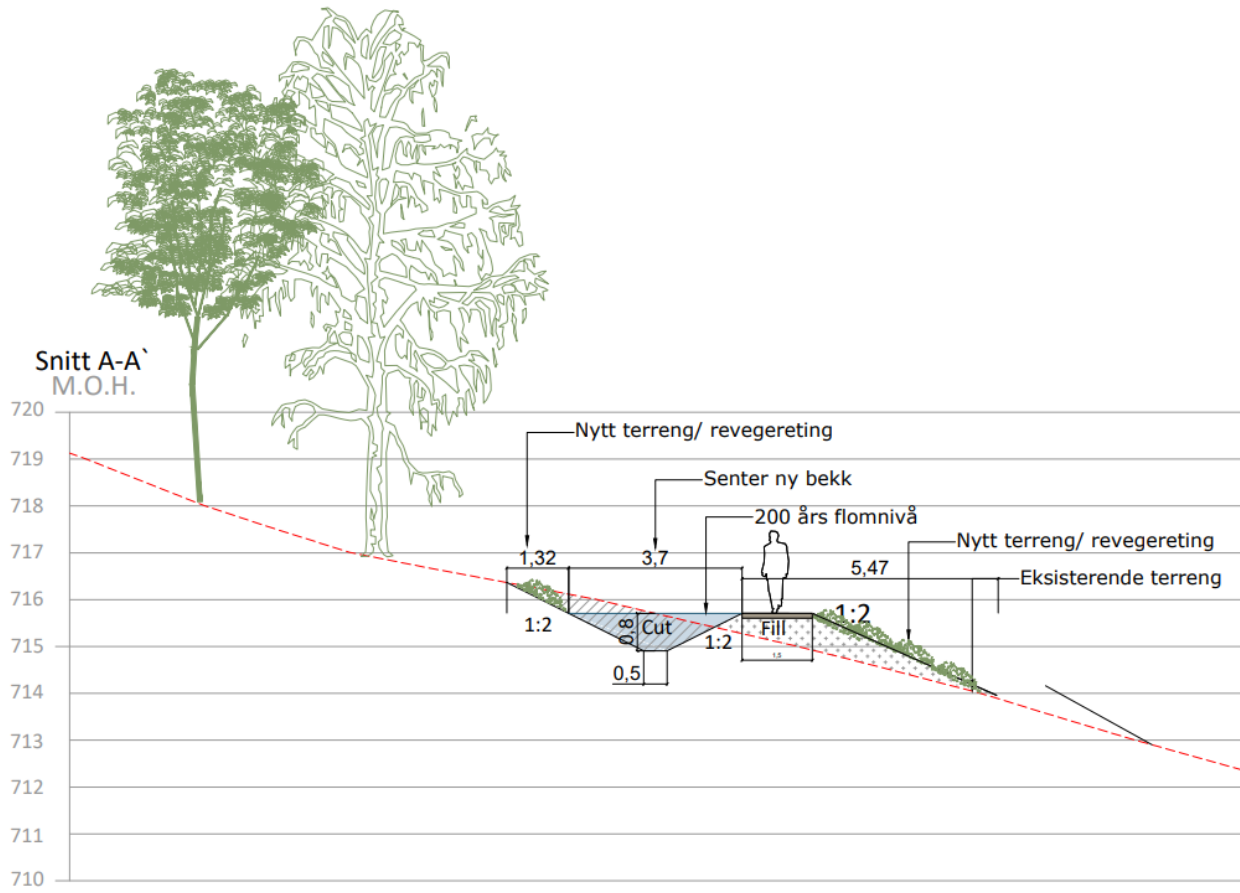 Snitt A-A`
M.O.H.
720
719
718
717
716
715
714
713
712
711
710
Nytt terreng/ revegereting
Senter ny bekk
200 års flomnivå
Nytt terreng/ revegereting
1,32
3,7
5,47
Eksisterende terreng
1:2
0,8
Cut
1:2
Fill
1:2
1,5
0,5